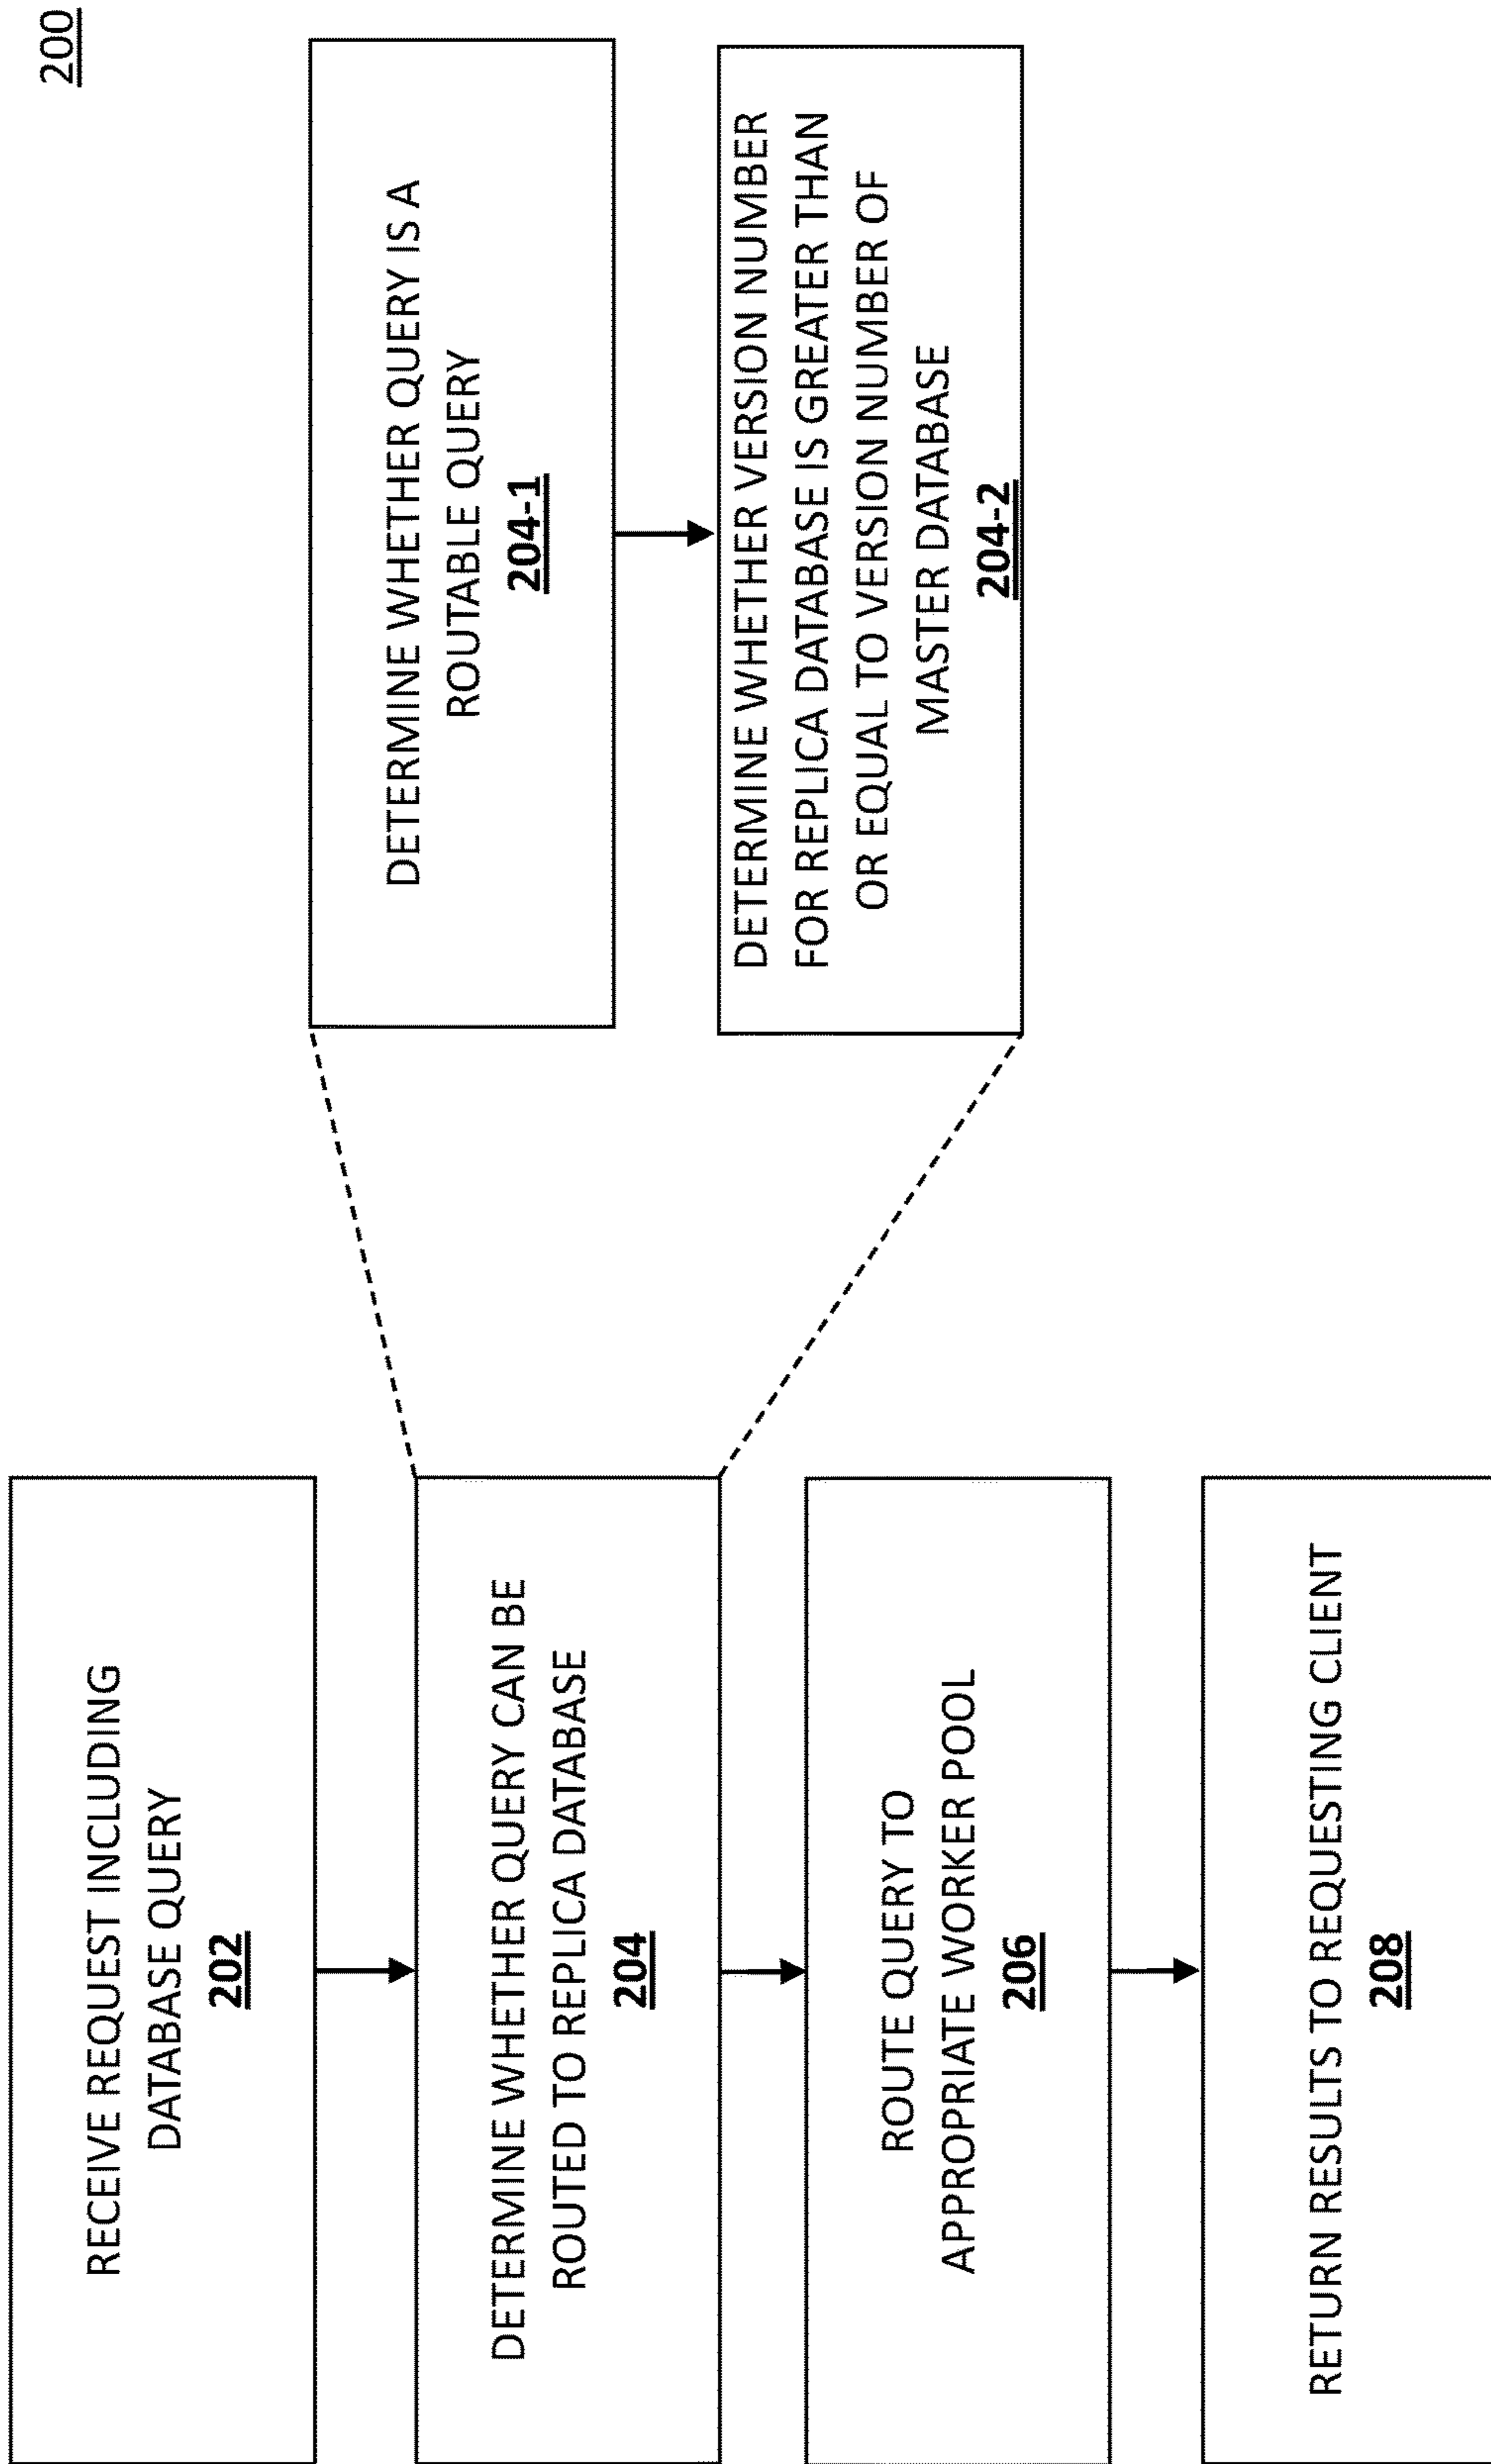 200
RECEIVE REQUEST INCLUDING
DATABASE QUERY
202
DETERMINE WHETHER QUERY CAN BE
ROUTED TO REPLICA DATABASE
204
ROUTE QUERY TO
APPROPRIATE WORKER POOL
206
RETURN RESULTS TO REQUESTING CLIENT
208
DETERMINE WHETHER QUERY IS A
ROUTABLE QUERY
204-1
DETERMINE WHETHER VERSION NUMBER
FOR REPLICA DATABASE IS GREATER THAN
OR EQUAL TO VERSION NUMBER OF
MASTER DATABASE
204-2